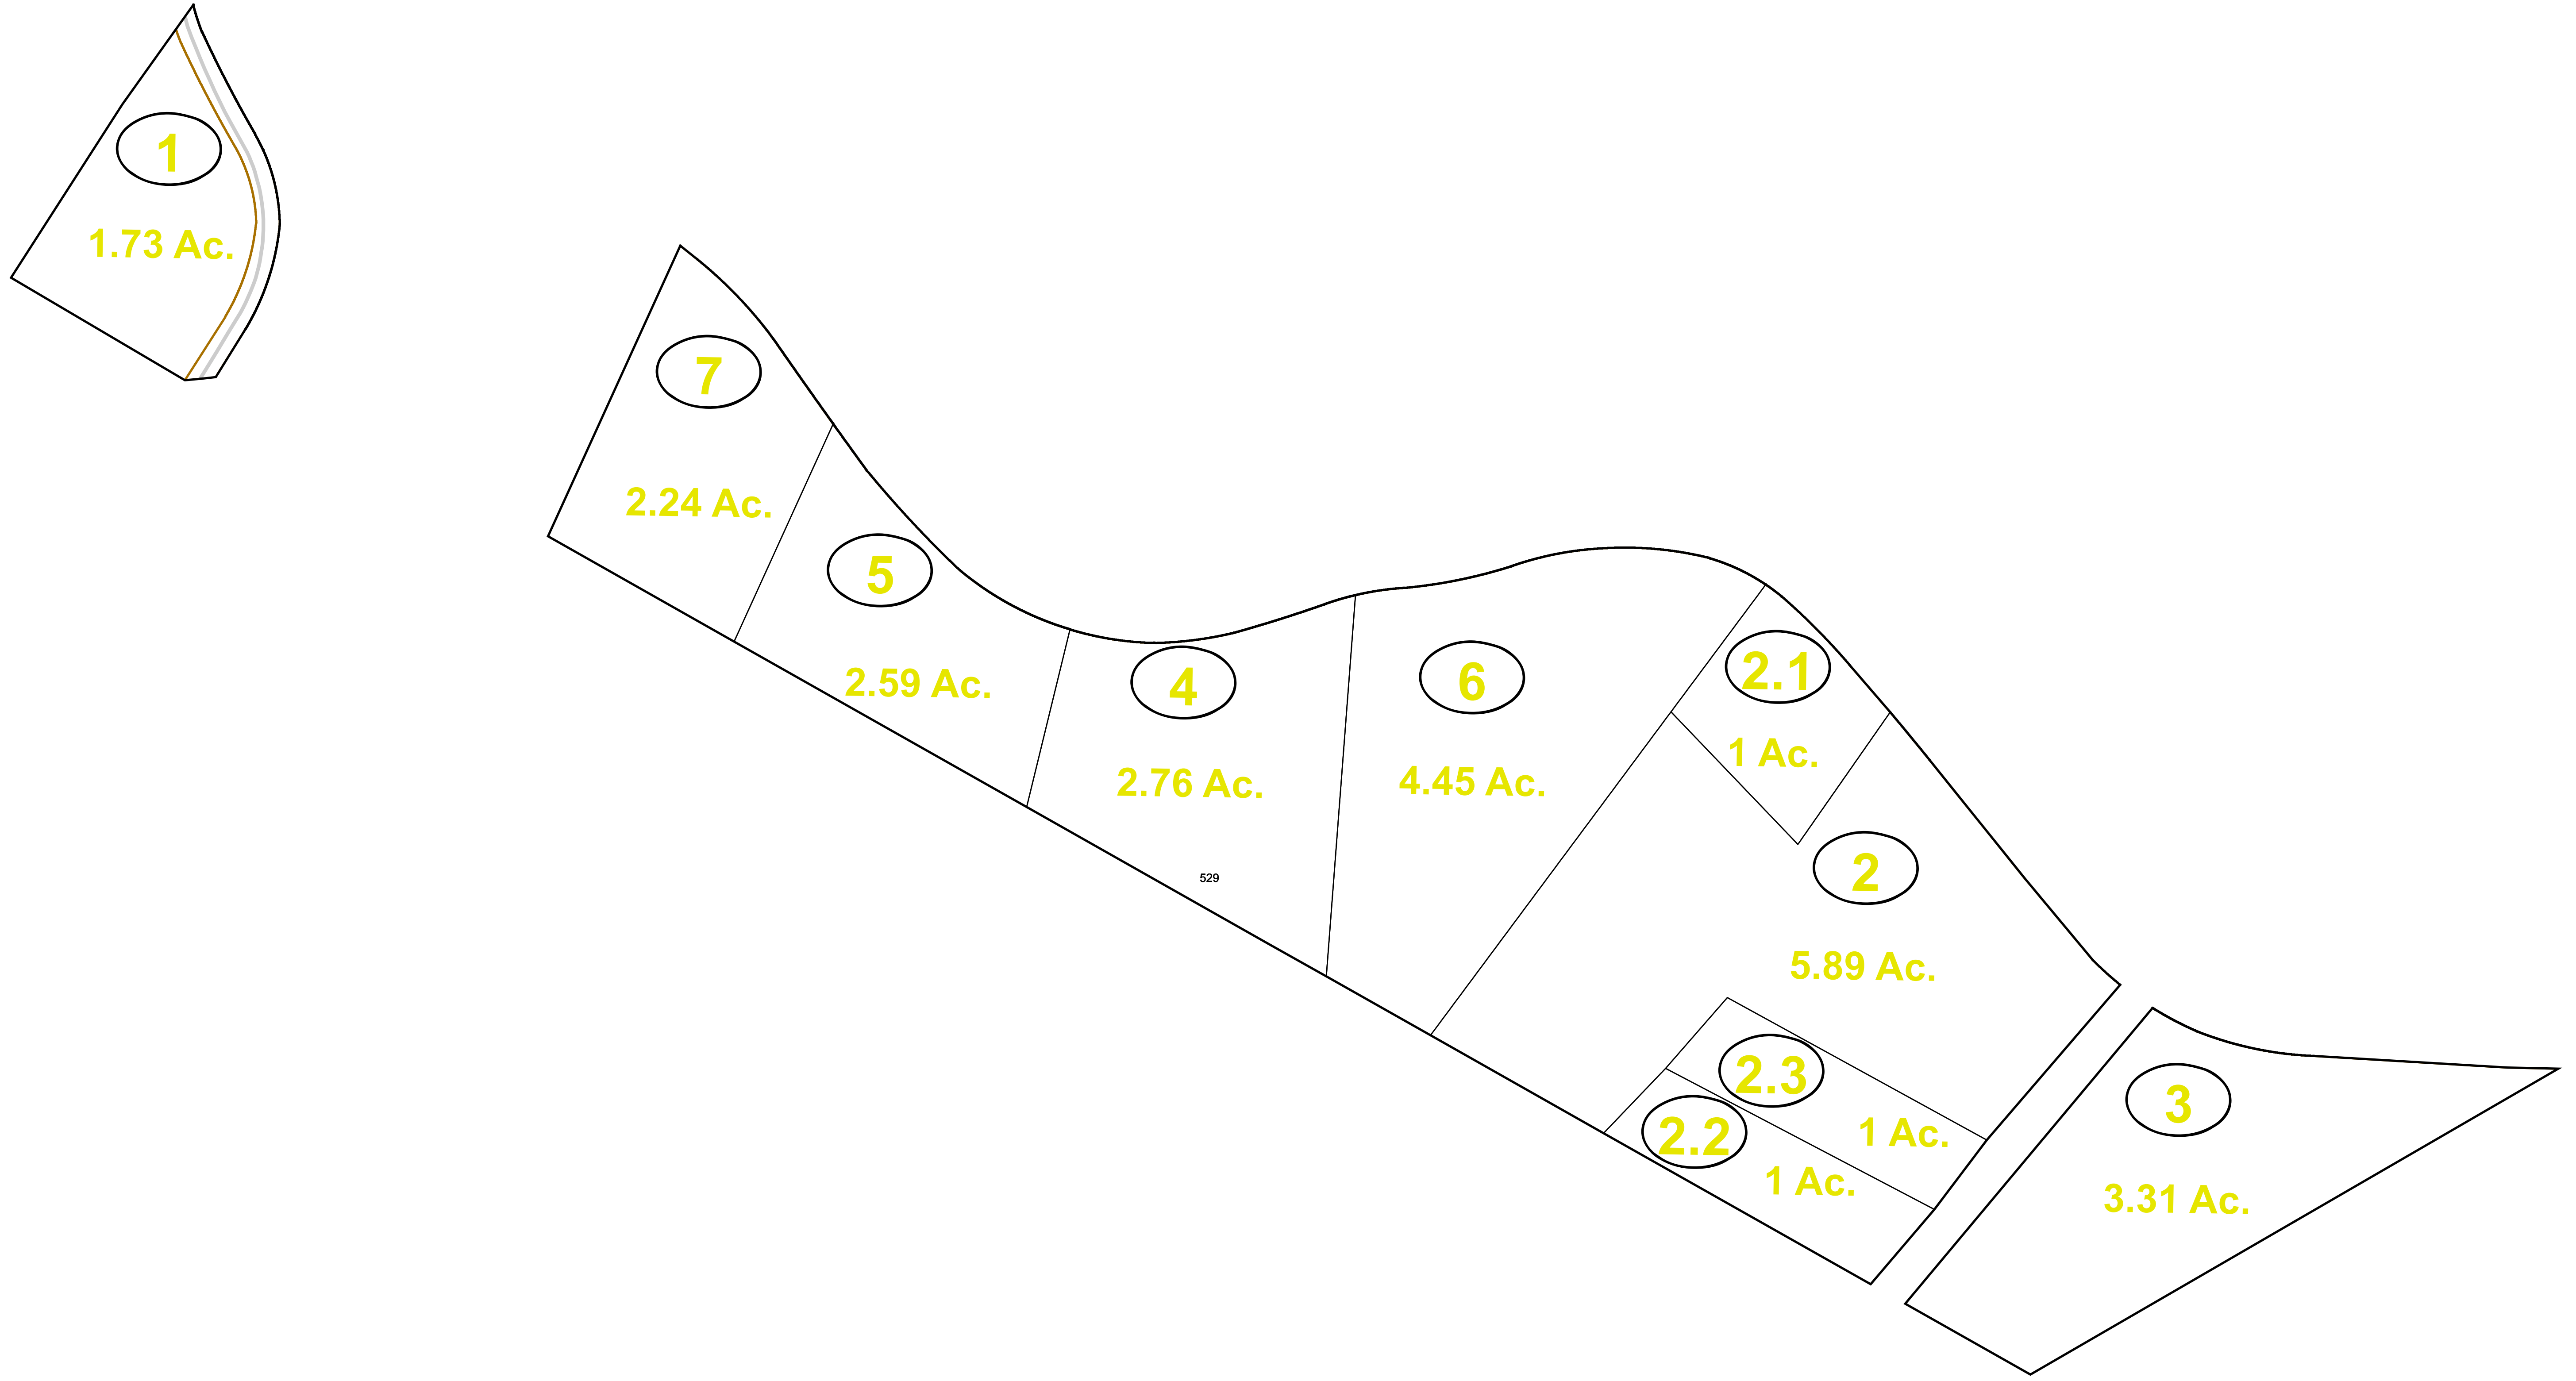 1
1.73 Ac.
7
2.24 Ac.
5
2.59 Ac.
4
2.76 Ac.
529
6
4.45 Ac.
2.1
1 Ac.
2
5.89 Ac.
2.3
1 Ac.
2.2
1 Ac.
3
3.31 Ac.